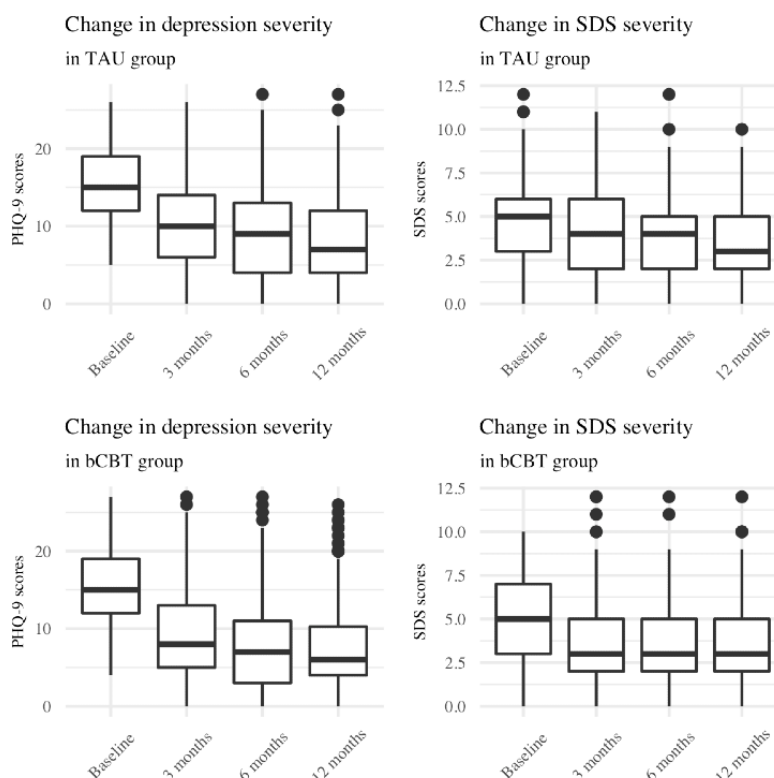 Change in depression severity
in TAU group
PHQ-9 scores
20
10
0
Baseline
3 months
6 months
12 months
Change in SDS severity
in TAU group
SDS scores
12.5
10.0
7.5
5.0
2.5
0.0
Baseline
3 months
6 months
12 months
Change in depression severity
in bCBT group
PHQ-9 scores
20
10
0
Baseline
3 months
6 months
12 months
Change in SDS severity
in bCBT group
SDS scores
12.5
10.0
7.5
5.0
2.5
0.0
Baseline
3 months
6 months
12 months